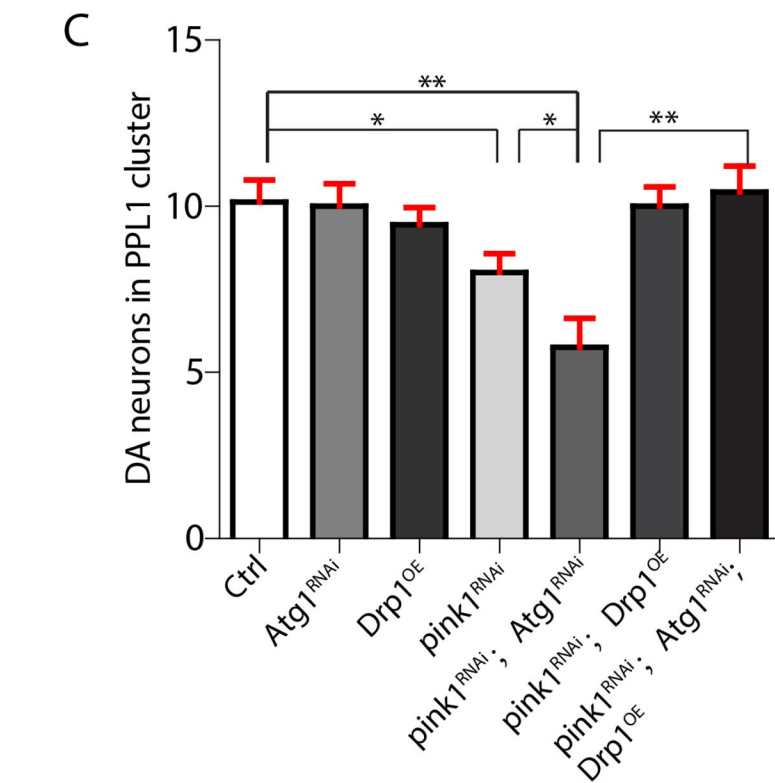 C
15
10
5
0
DA neurons in PPL1 cluster
**
*
*
**
Ctrl
Atg1RNAi
Drp1OE
pink1RNAi
pink1RNAi; Atg1RNAi
pink1RNAi; Drp1OE
pink1RNAi; Atg1RNAi;
Drp1OE